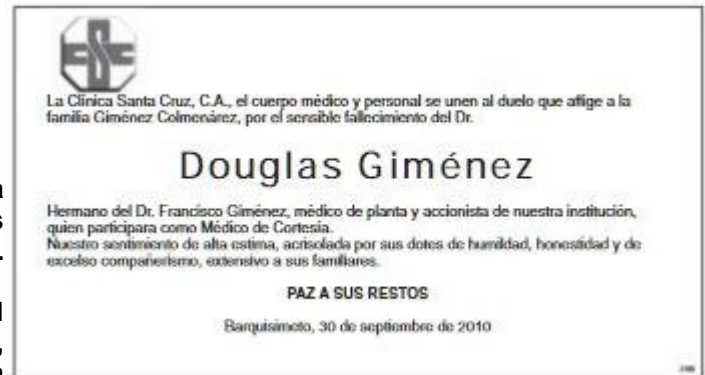 La Clínica Santa Cruz, C.A., el cuerpo médico y personal se unen al duelo que aflige a la
familia Giménez Colmenárez, por el sensible fallecimiento del Dr.
Douglas Giménez
Hermano del Dr. Francisco Giménez, médico de planta y accionista de nuestra institución,
quien participara como Médico de Cortesía.
Nuestro sentimiento de alta estima, acrisolada por sus dotes de humildad, honestidad y de
excelso compañerismo, extensivo a sus familiares.
PAZ A SUS RESTOS
Barquisimeto, 30 de septiembre de 2010